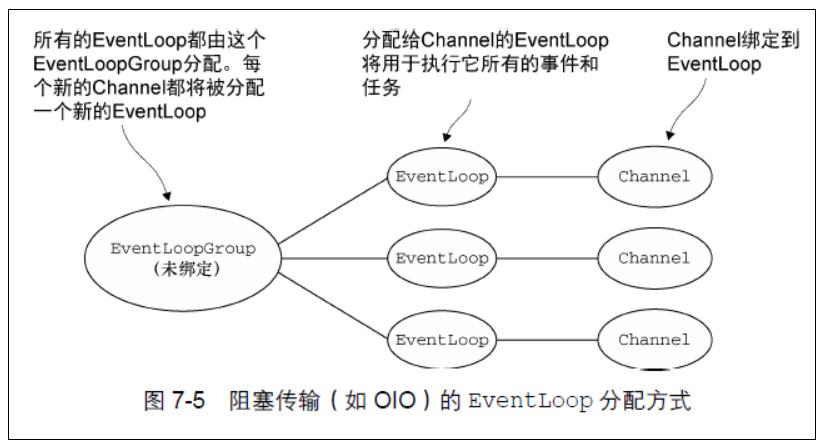 所有的EventLoop都由这个
EventLoopGroup分配。每
个新的Channel都将被分配
一个新的EventLoop
分配给Channel的EventLoop
将用于执行它所有的事件和
任务
Channel绑定到
EventLoop
EventLoop
Channel
EventLoopGroup
(未绑定)
EventLoop
Channel
EventLoop
Channel
图 7-5 阻塞传输（如 OIO）的 EventLoop 分配方式